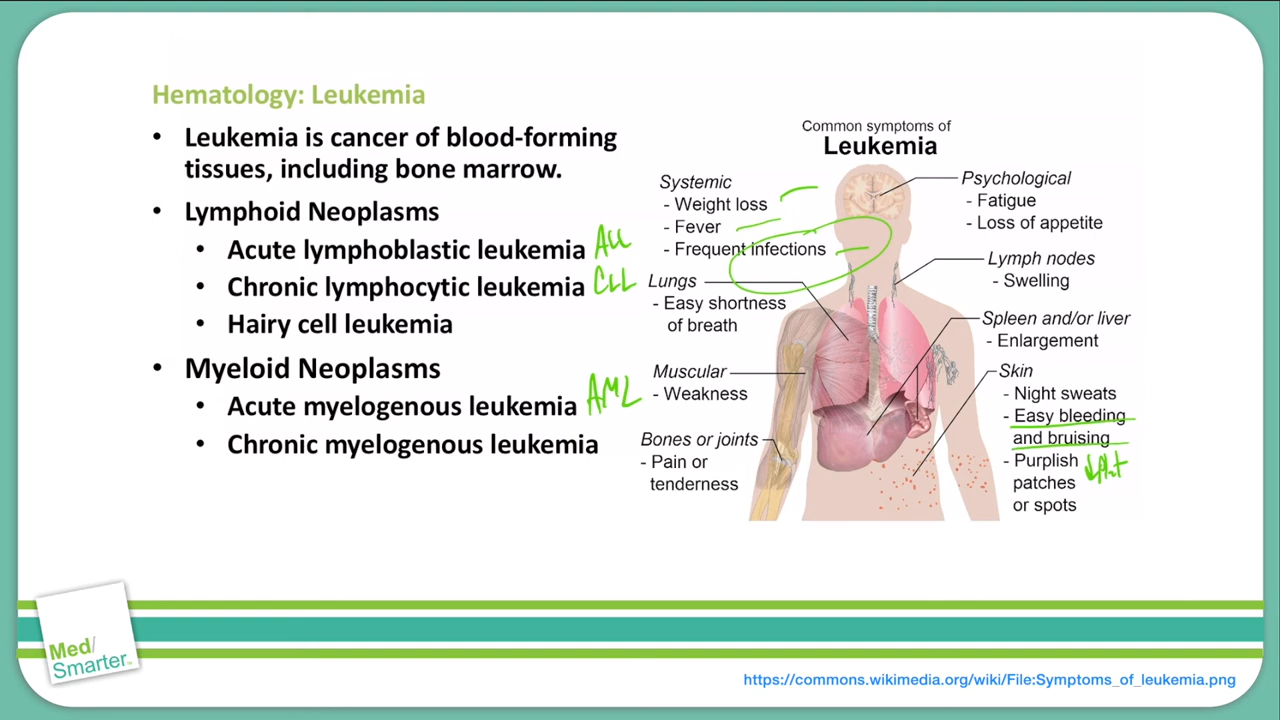 Hematology: Leukemia
• Leukemia is cancer of blood-forming
tissues, including bone marrow.
• Lymphoid Neoplasms
• Acute lymphoblastic leukemia ALL
• Chronic lymphocytic leukemia CLL
• Hairy cell leukemia
• Myeloid Neoplasms
• Acute myelogenous leukemia AML
• Chronic myelogenous leukemia
Common symptoms of
Leukemia
Systemic
- Weight loss
- Fever
- Frequent infections
Lungs
- Easy shortness
of breath
Muscular
- Weakness
Bones or joints
- Pain or
tenderness
Psychological
- Fatigue
- Loss of appetite
Lymph nodes
- Swelling
Spleen and/or liver
- Enlargement
Skin
- Night sweats
- Easy bleeding
and bruising
- Purplish ↓Plt
patches
or spots
Med/
Smarter™
https://commons.wikimedia.org/wiki/File:Symptoms_of_leukemia.png